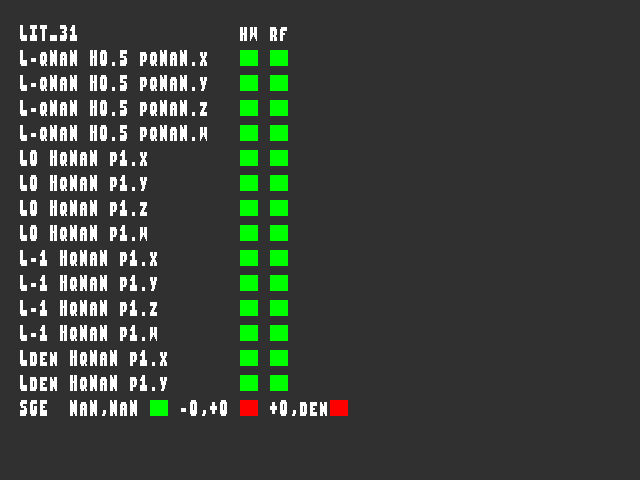 LIT_31 HW RF
L-QNAN H0.5 PQNAN.X
L-QNAN H0.5 PQNAN.Y
L-QNAN H0.5 PQNAN.Z
L-QNAN H0.5 PQNAN.W
L0 HQNAN P1.X
L0 HQNAN P1.Y
L0 HQNAN P1.Z
L0 HQNAN P1.W
L-1 HQNAN P1.X
L-1 HQNAN P1.Y
L-1 HQNAN P1.Z
L-1 HQNAN P1.W
LDEN HQNAN P1.X
LDEN HQNAN P1.Y
SGE NAN,NAN -0,+0 +0,DEN